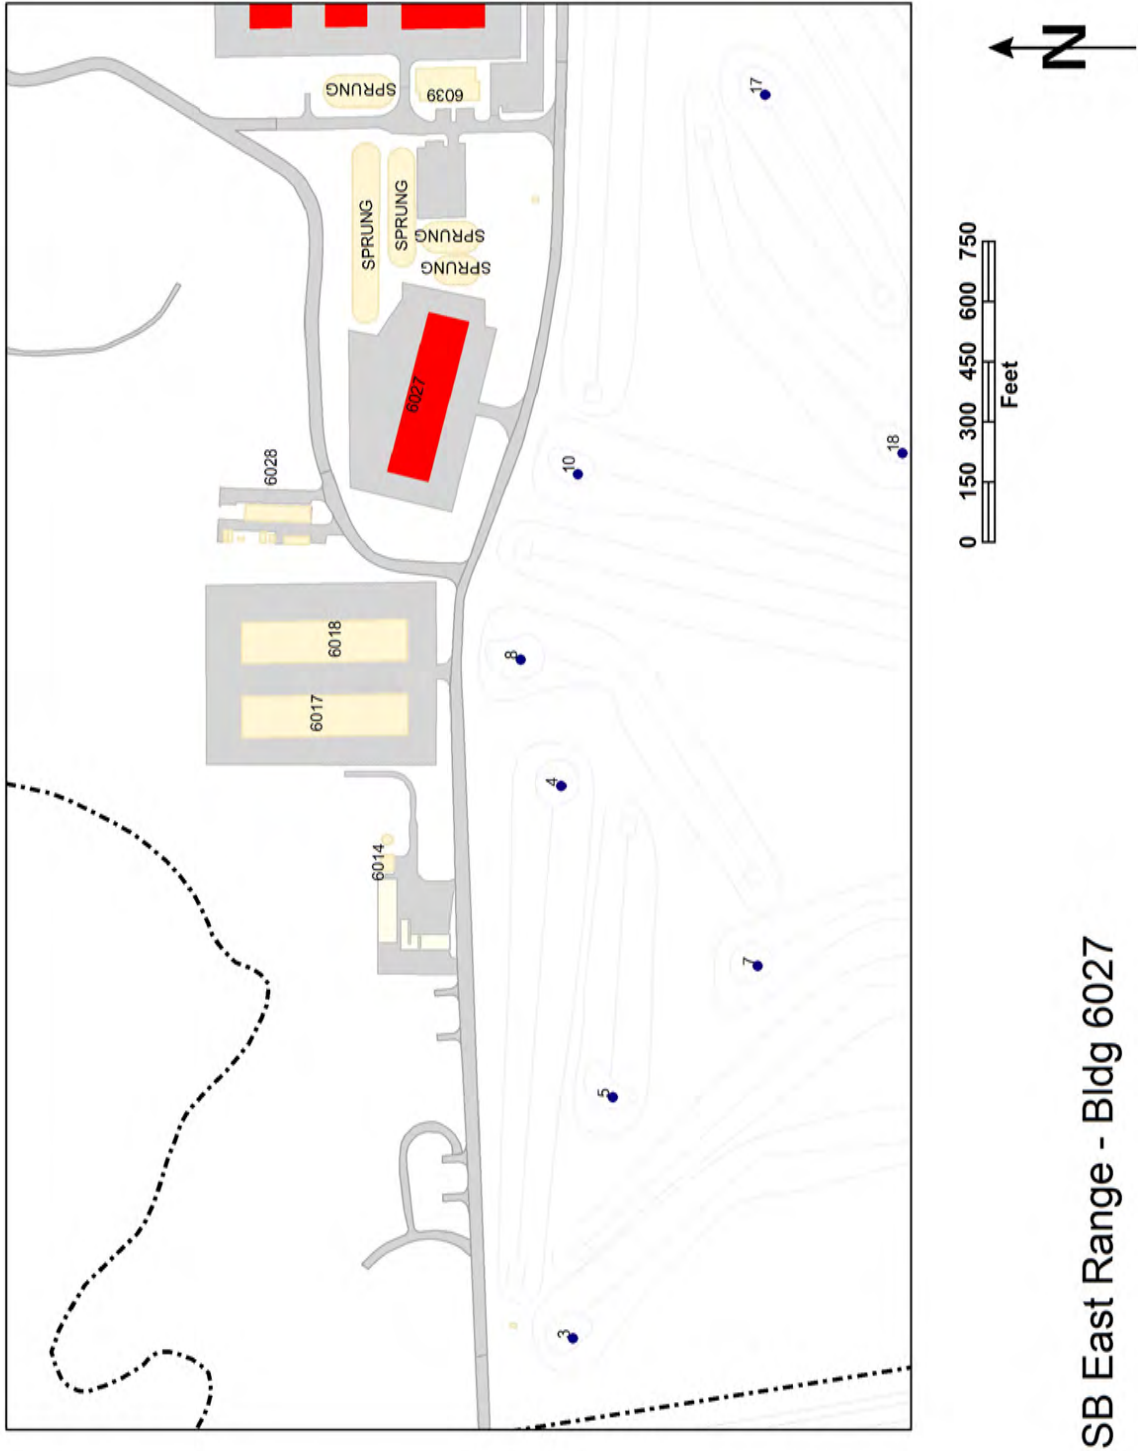 SPRUNG
6039
17
SPRUNG
SPRUNG
SPRUNG
SPRUNG
6027
6028
10
18
6018
8
6017
4
6014
7
5
3
N
0 150 300 450 600 750
Feet
SB East Range - Bldg 6027